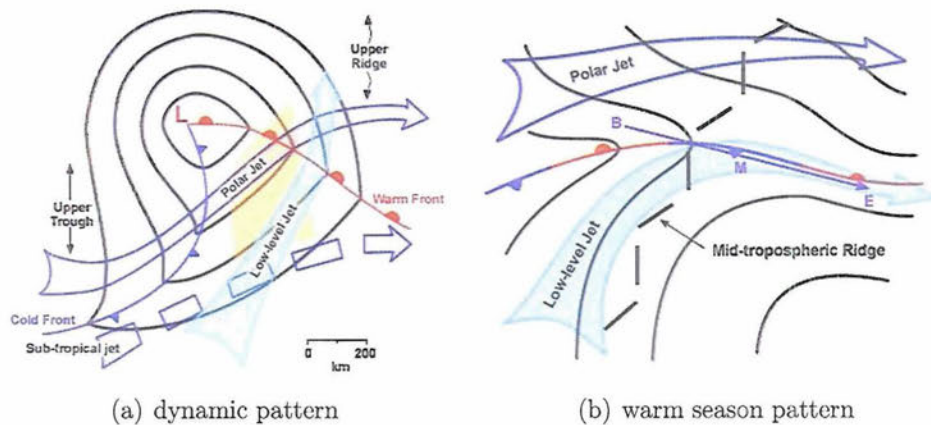 Upper
Ridge
L
Polar Jet
Upper
Trough
Warm Front
Low-level Jet
Cold Front
Sub-tropical jet
0 200
km
(a) dynamic pattern
Polar Jet
B
M
E
Low-level Jet
Mid-tropospheric Ridge
(b) warm season pattern